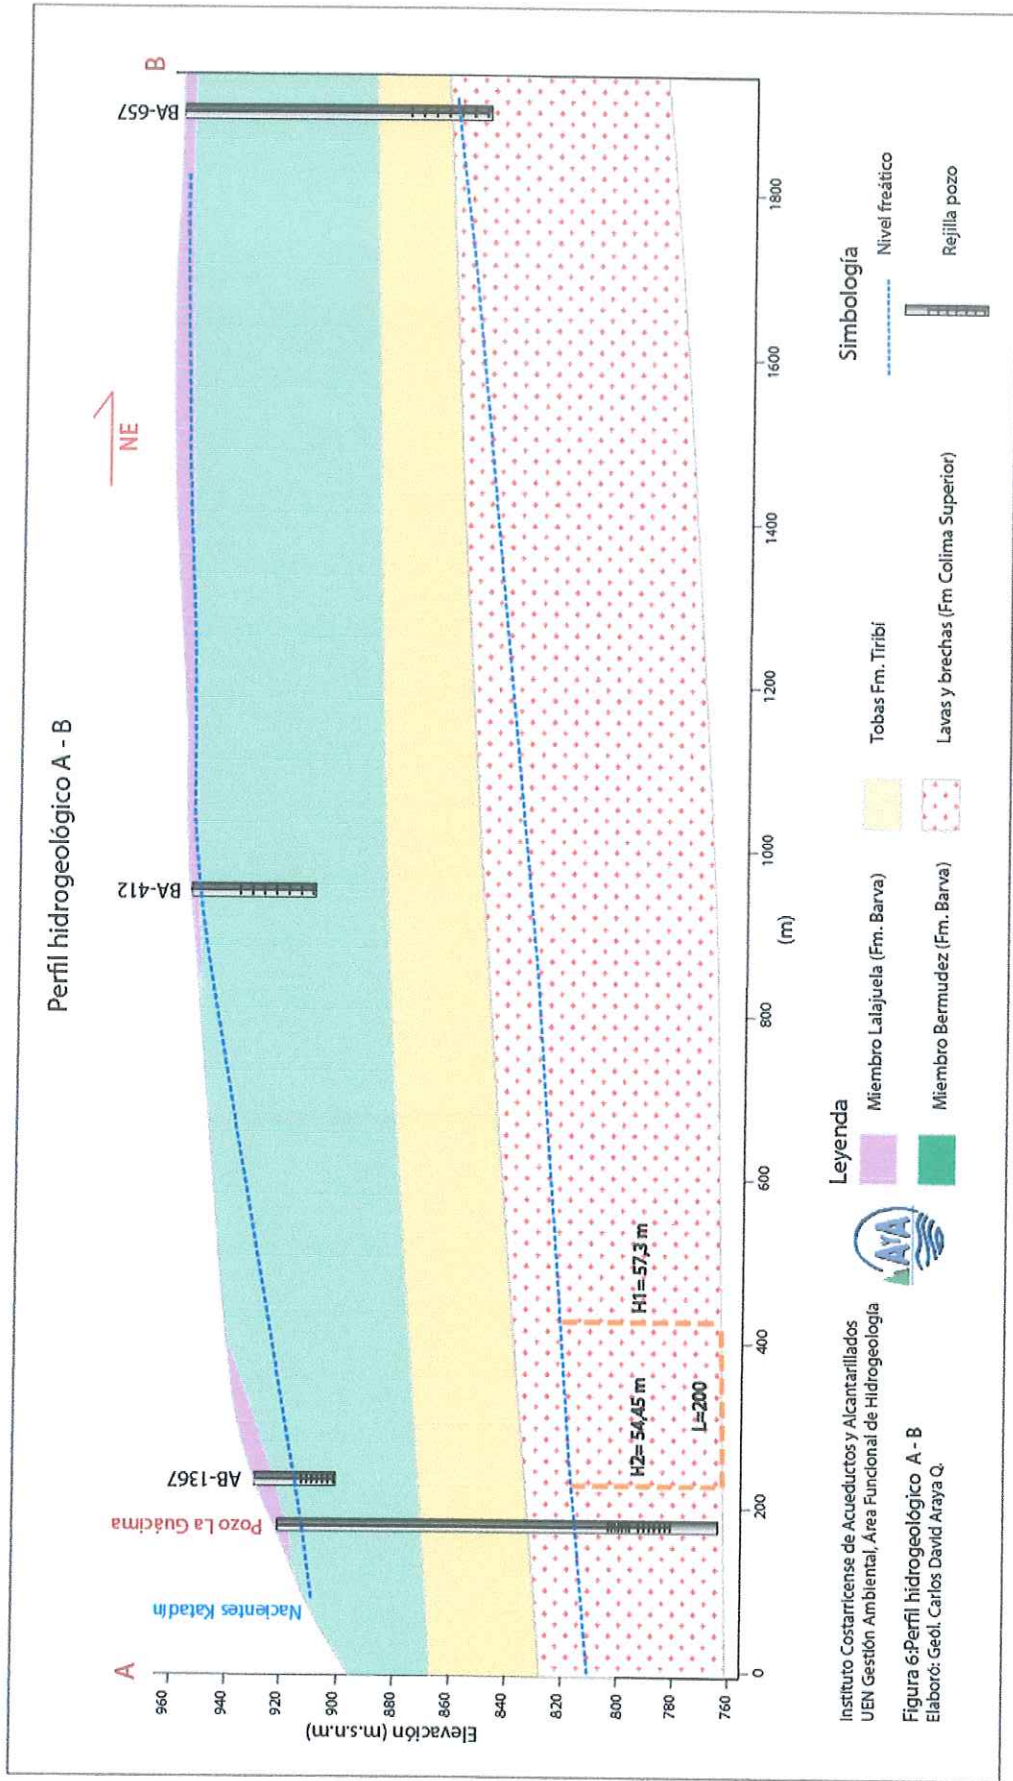 Perfil hidrogeológico A - B
A
B
NE
Nacientes Katadín
Pozo La Guácima
AB-1367
BA-412
BA-657
Elevación (m.s.n.m)
960
940
920
900
880
860
840
820
800
780
760
H2= 54,45 m
H1= 57,3 m
L=200
0
200
400
600
800
1000
1200
1400
1600
1800
(m)
Leyenda
Miembro Lalajuela (Fm. Barva)
Miembro Bermudez (Fm. Barva)
Tobas Fm. Tiribí
Lavas y brechas (Fm Colima Superior)
Simbología
Nivel freático
Rejilla pozo
Instituto Costarricense de Acueductos y Alcantarillados
UEN Gestión Ambiental, Área Funcional de Hidrogeología
AyA
Figura 6:Perfil hidrogeológico A - B
Elaboró: Geól. Carlos David Araya Q.